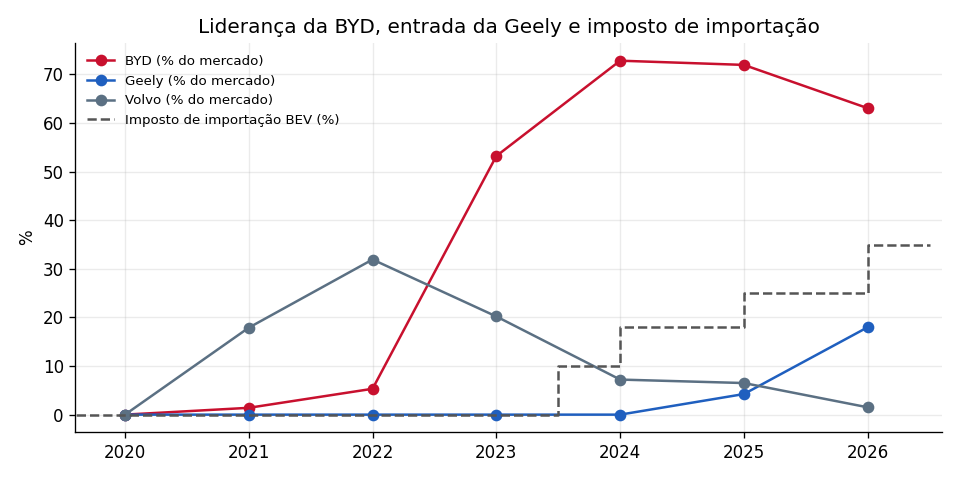 Liderança da BYD, entrada da Geely e imposto de importação
BYD (% do mercado)
Geely (% do mercado)
Volvo (% do mercado)
Imposto de importação BEV (%)
%
70
60
50
40
30
20
10
0
2020 2021 2022 2023 2024 2025 2026